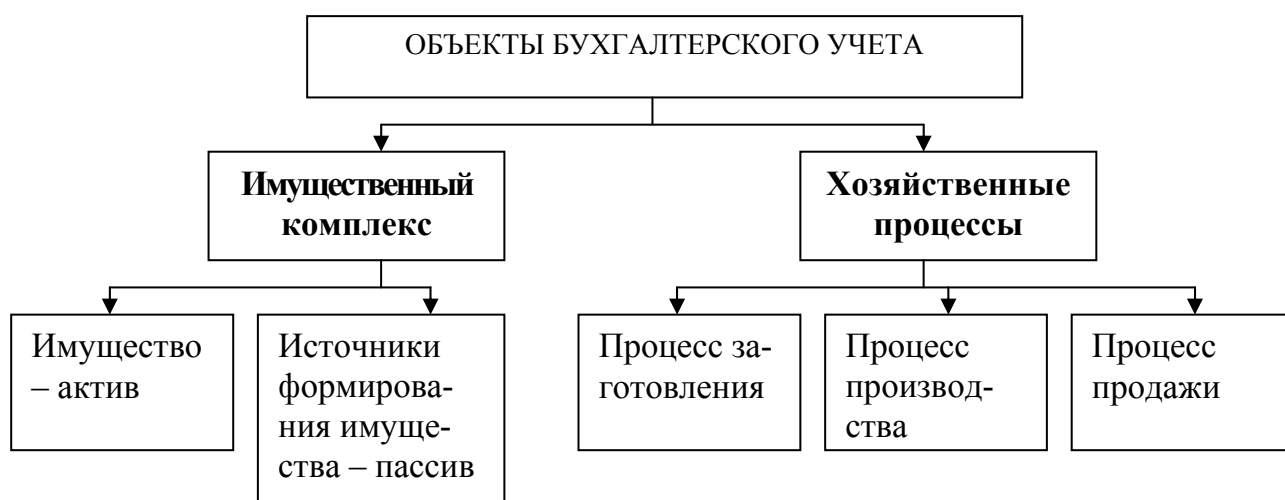 ОБЪЕКТЫ БУХГАЛТЕРСКОГО УЧЕТА
Имущественный
комплекс
Хозяйственные
процессы
Имущество
– актив
Источники
формирова-
ния имуще-
ства – пассив
Процесс за-
готовления
Процесс
производ-
ства
Процесс
продажи